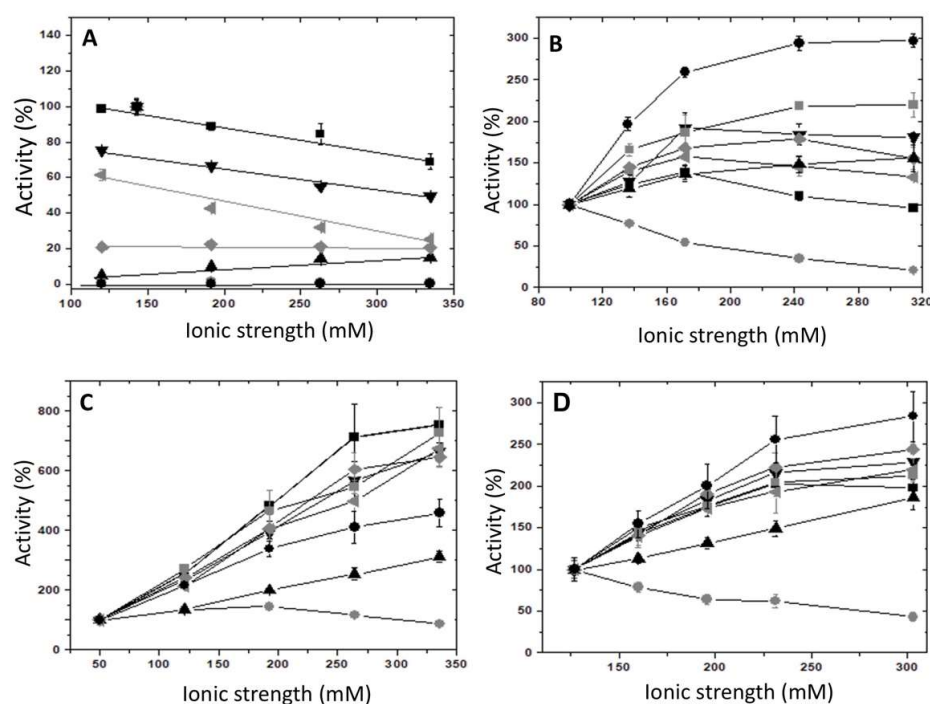 A
Activity (%)
140
120
100
80
60
40
20
0
100 150 200 250 300 350
Ionic strength (mM)
B
Activity (%)
300
250
200
150
100
50
0
80 120 160 200 240 280 320
Ionic strength (mM)
C
Activity (%)
800
600
400
200
0
50 100 150 200 250 300 350
Ionic strength (mM)
D
Activity (%)
300
250
200
150
100
50
0
150 200 250 300
Ionic strength (mM)